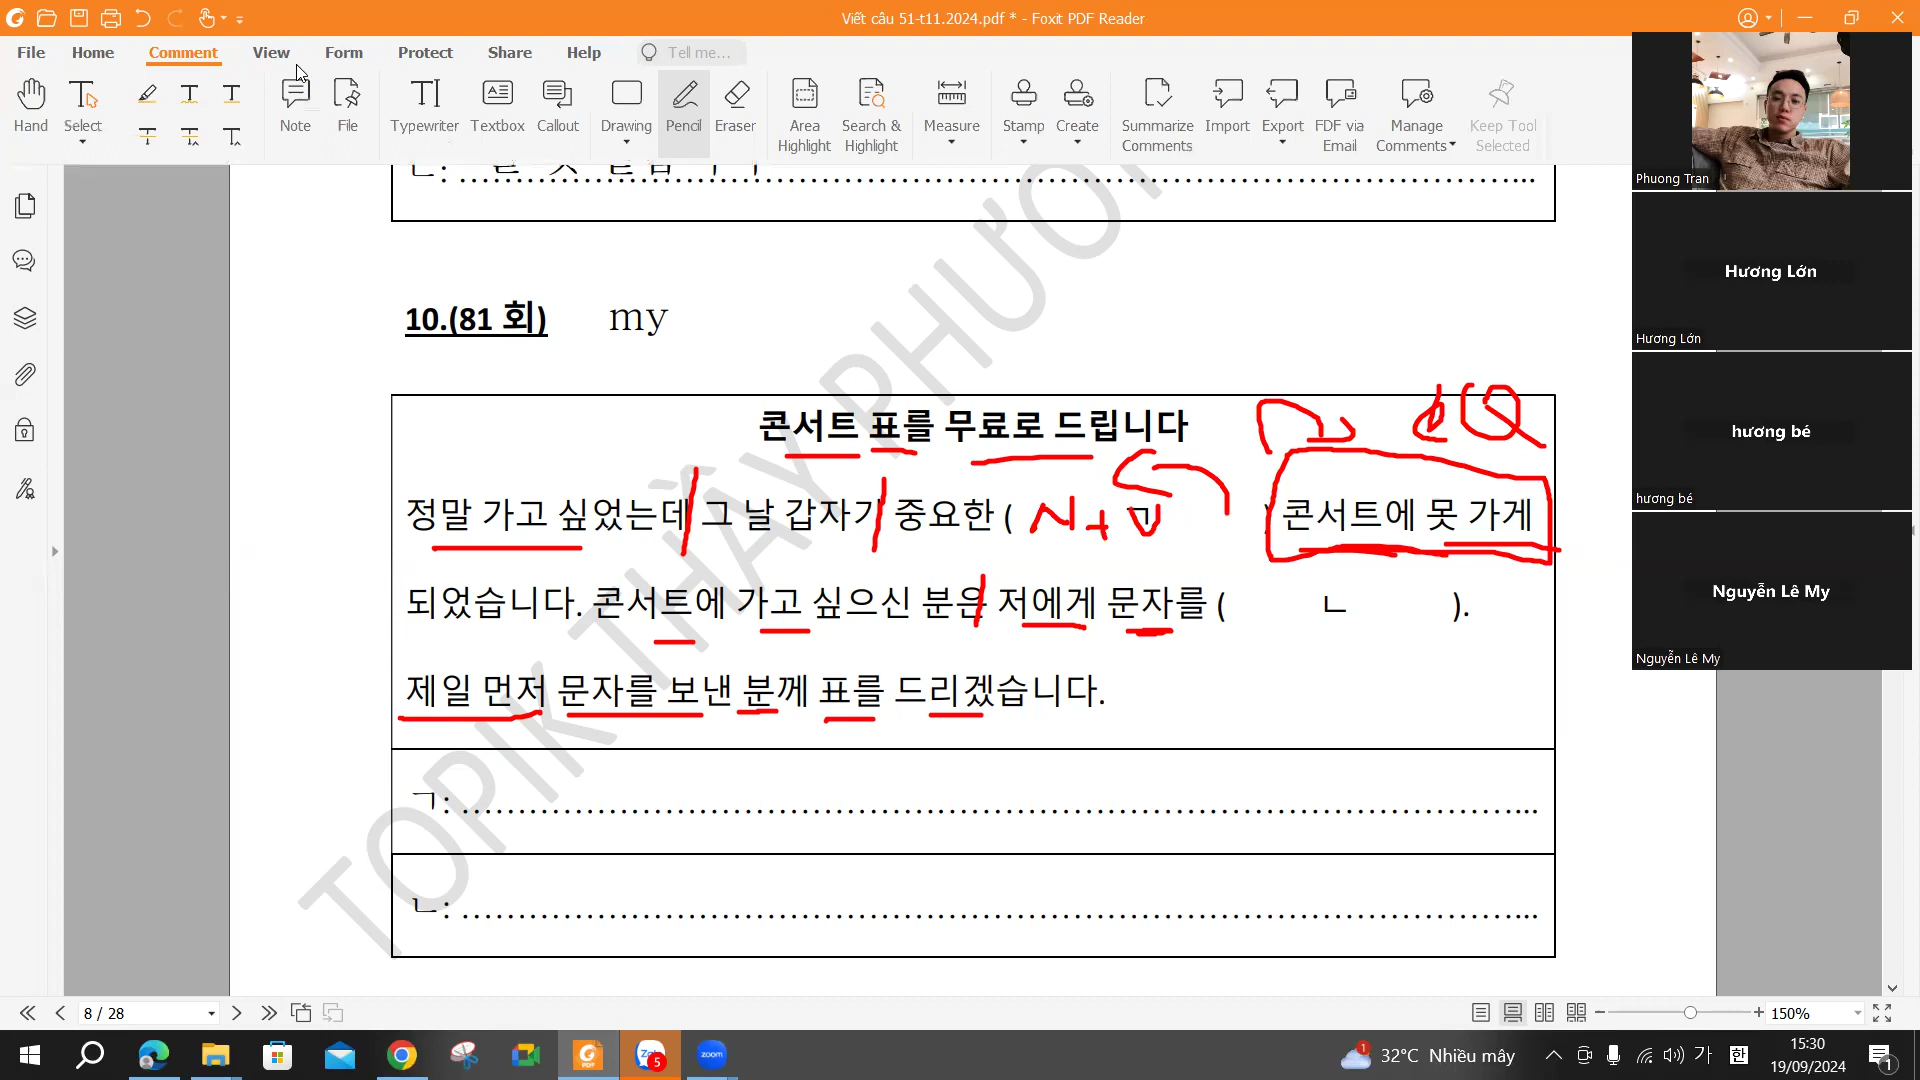 Viết câu 51-t11.2024.pdf * - Foxit PDF Reader
File Home Comment View Form Protect Share Help Tell me...
Hand Select Note File Typewriter Textbox Callout Drawing Pencil Eraser Area Highlight Search & Highlight Measure Stamp Create Summarize Comments Import Export FDF via Email Manage Comments Keep Tool Selected
Phuong Tran
Hương Lớn
Hương Lớn
hương bé
hương bé
Nguyễn Lê My
Nguyễn Lê My
10.(81 회) my
콘서트 표를 무료로 드립니다
정말 가고 싶었는데 그 날 갑자기 중요한 ( ㄱ ) 콘서트에 못 가게
N+V
되었습니다. 콘서트에 가고 싶으신 분은 저에게 문자를 ( ㄴ ).
제일 먼저 문자를 보낸 분께 표를 드리겠습니다.
ㄱ: ...
ㄴ: ...
TOPIK THẦY PHƯƠN
8 / 28
150%
32°C Nhiều mây
가 한
15:30
19/09/2024
zoom
5
1
1